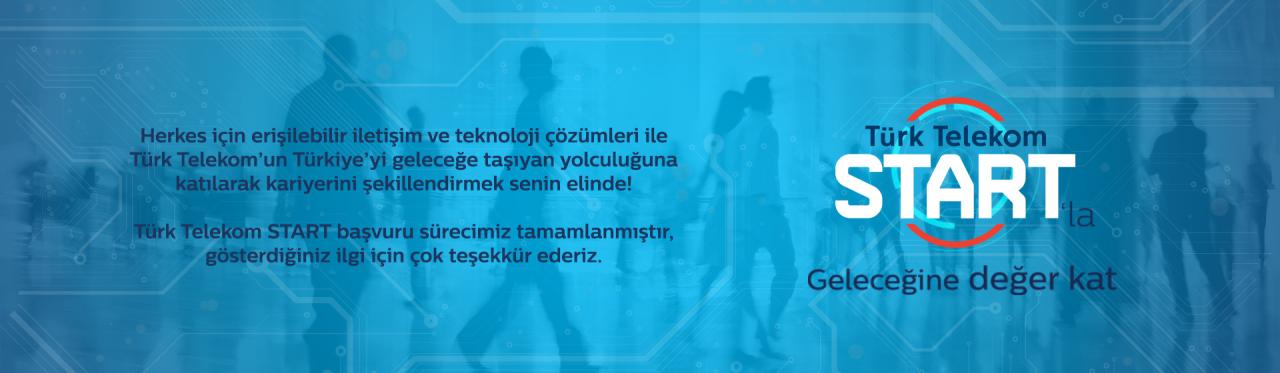 Herkes için erişilebilir iletişim ve teknoloji çözümleri ile
Türk Telekom’un Türkiye’yi geleceğe taşıyan yolculuğuna
katılarak kariyerini şekillendirmek senin elinde!
Türk Telekom START başvuru sürecimiz tamamlanmıştır,
gösterdiğiniz ilgi için çok teşekkür ederiz.
Türk Telekom
START'la
Geleceğine değer kat